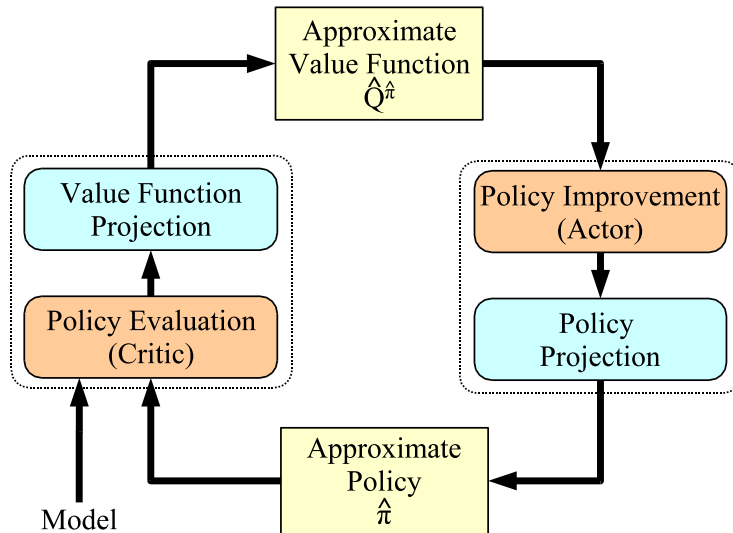 Approximate
Value Function
Q̂^π̂
Value Function
Projection
Policy Improvement
(Actor)
Policy Evaluation
(Critic)
Policy
Projection
Approximate
Policy
π̂
Model